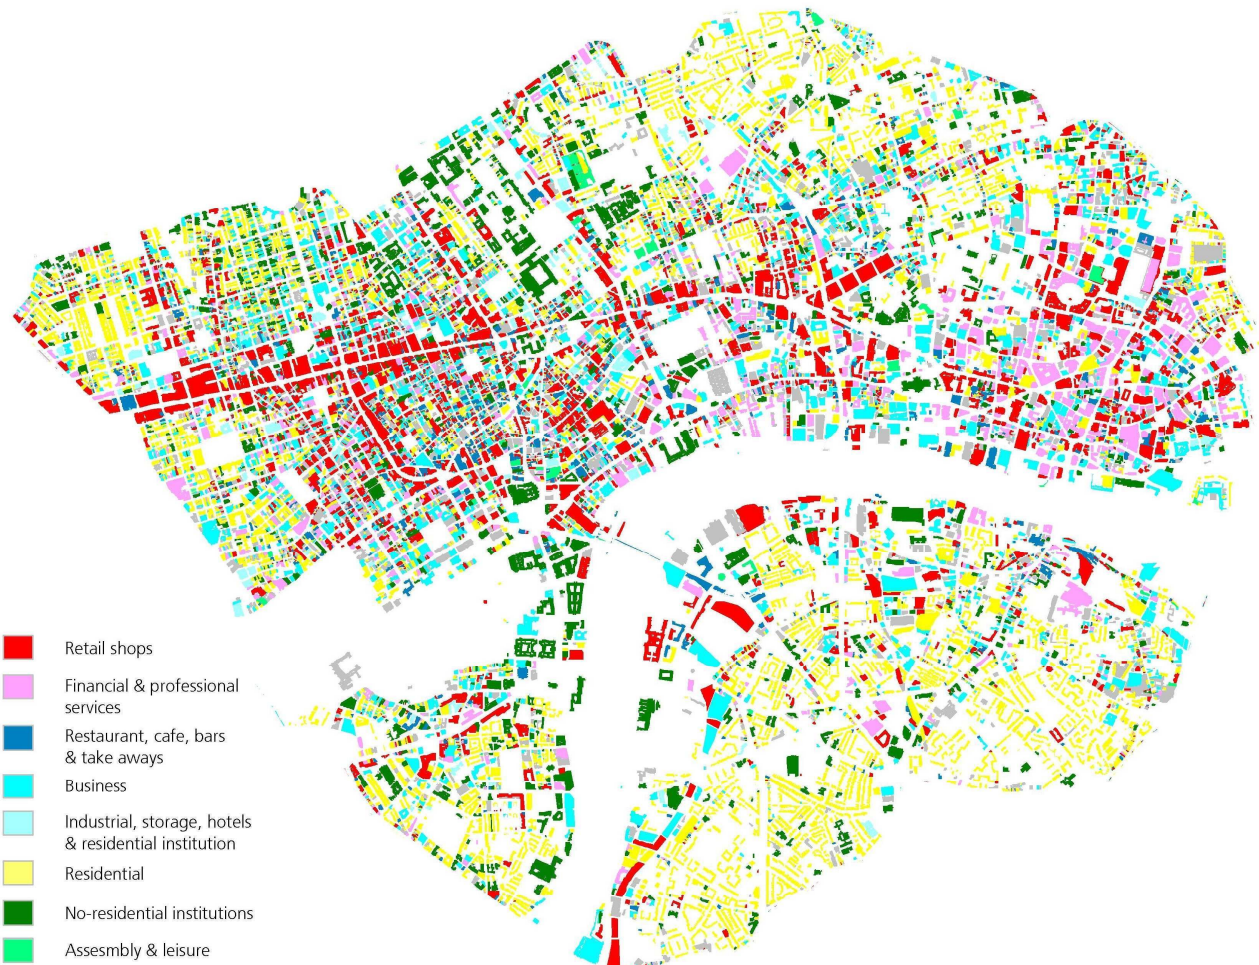 Retail shops
Financial & professional
services
Restaurant, cafe, bars
& take aways
Business
Industrial, storage, hotels
& residential institution
Residential
No-residential institutions
Assesmbly & leisure